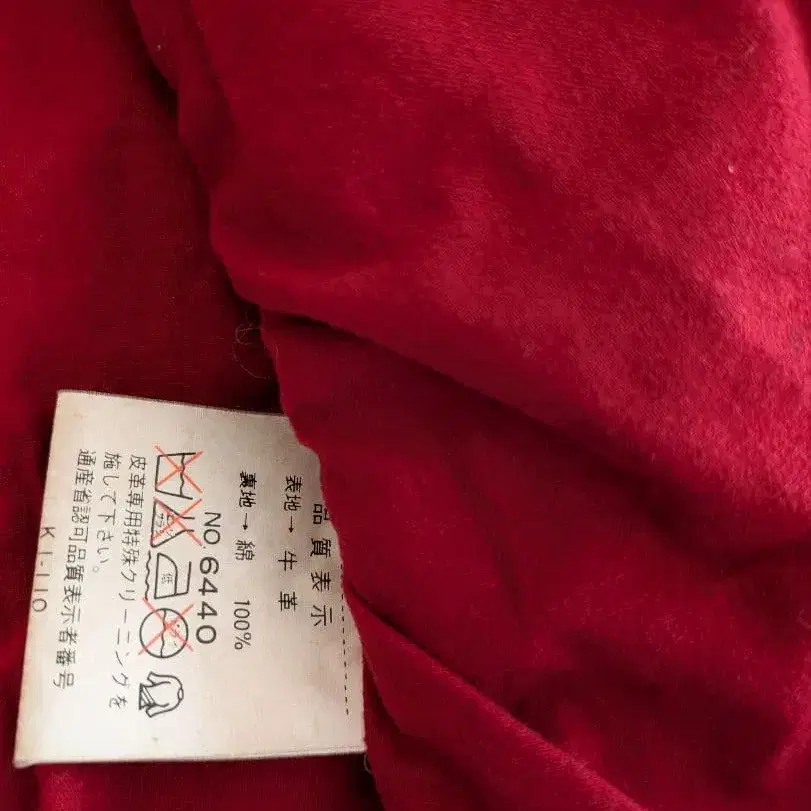 品質表示
表地→牛革
裏地→綿 100%
NO. 6440
低
皮革専用特殊クリーニングを
施して下さい。
通産省認可品質表示者番号
K1-110